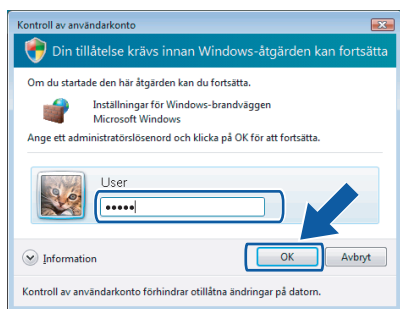 Kontroll av användarkonto
Din tillåtelse krävs innan Windows-åtgärden kan fortsätta
Om du startade den här åtgärden kan du fortsätta.
Inställningar för Windows-brandväggen
Microsoft Windows
Ange ett administratörslösenord och klicka på OK för att fortsätta.
User
•••••
Information
OK
Avbryt
Kontroll av användarkonto förhindrar otillåtna ändringar på datorn.